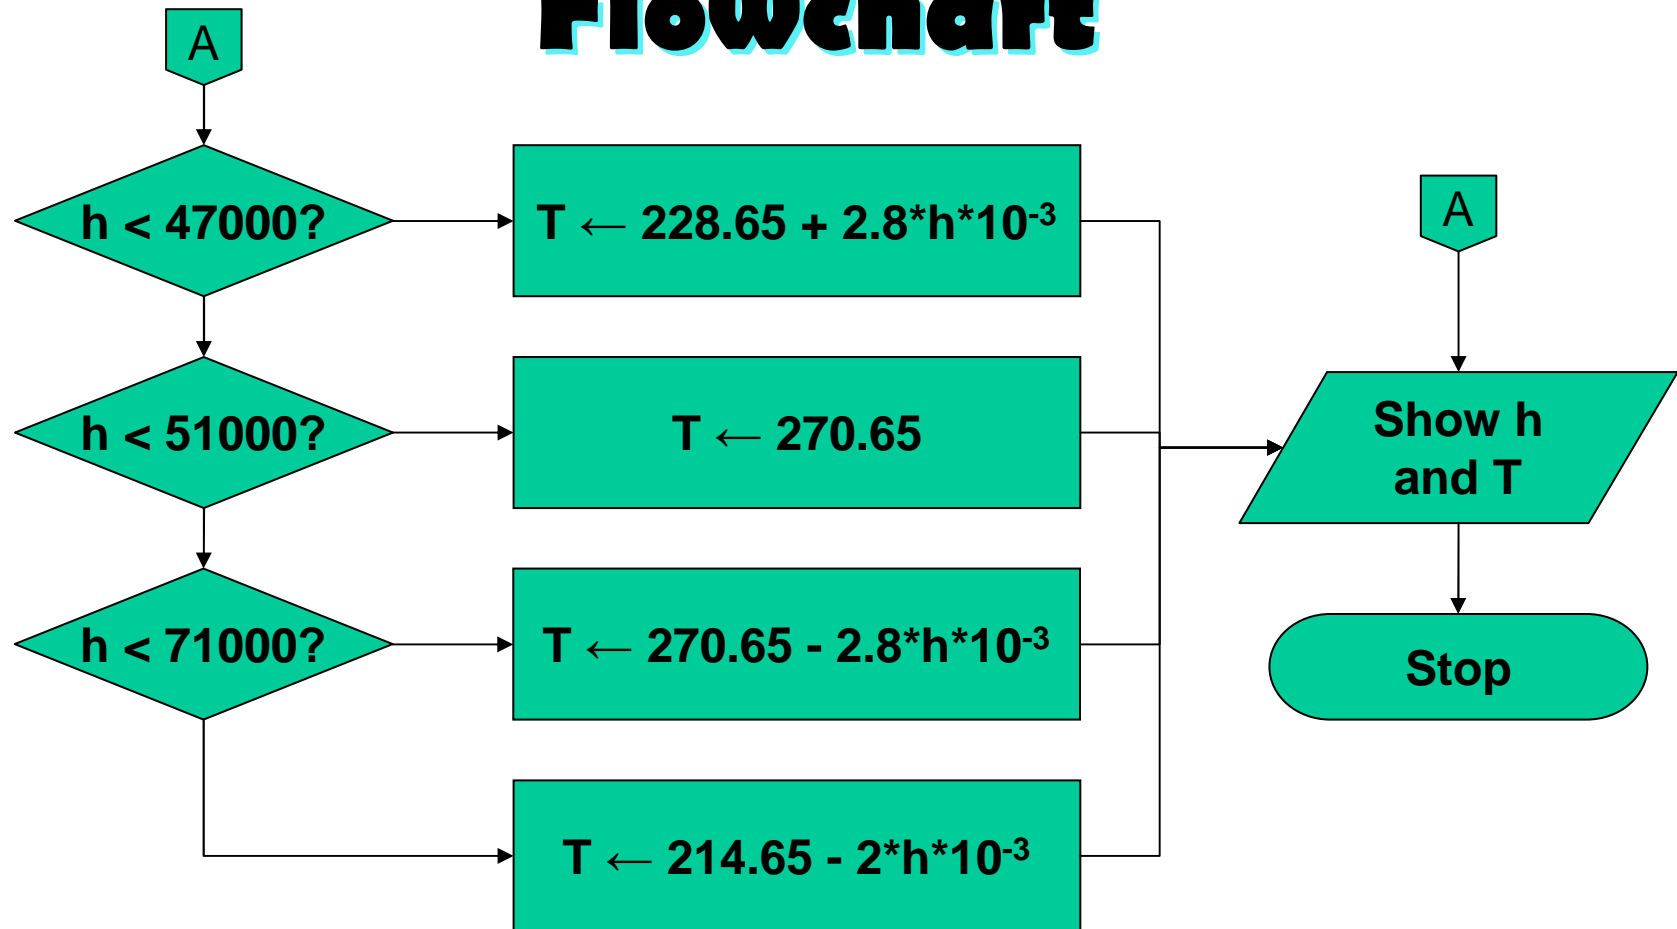 Flowchart
A
h < 47000?
T ← 228.65 + 2.8*h*10⁻³
A
h < 51000?
T ← 270.65
Show h
and T
h < 71000?
T ← 270.65 - 2.8*h*10⁻³
Stop
T ← 214.65 - 2*h*10⁻³